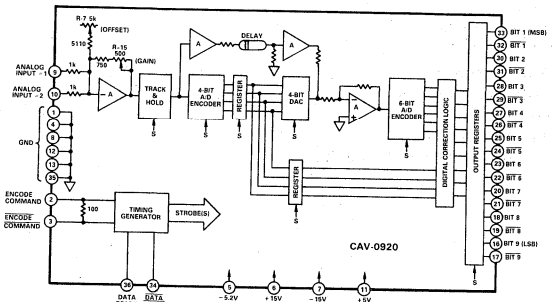 R-7 5k
(OFFSET)
5110
R-15
500
(GAIN)
750
ANALOG
INPUT -1
9
1k
ANALOG
INPUT -2
10
1k
A
TRACK
&
HOLD
A
DELAY
A
4-BIT
A/D
ENCODER
REGISTER
4-BIT
DAC
A
6-BIT
A/D
ENCODER
DIGITAL CORRECTION LOGIC
OUTPUT REGISTERS
REGISTER
S
S
S
S
S
S
S
GND
1
4
8
12
13
35
ENCODE
COMMAND
2
100
ENCODE
COMMAND
3
TIMING
GENERATOR
STROBE(S)
CAV-0920
33 BIT 1 (MSB)
32 BIT 1
30 BIT 2
31 BIT 2
28 BIT 3
29 BIT 3
27 BIT 4
26 BIT 4
25 BIT 5
24 BIT 5
23 BIT 6
22 BIT 6
20 BIT 7
21 BIT 7
18 BIT 8
19 BIT 8
16 BIT 9 (LSB)
17 BIT 9
36
DATA
34
DATA
5
-5.2V
6
+15V
7
-15V
11
+5V